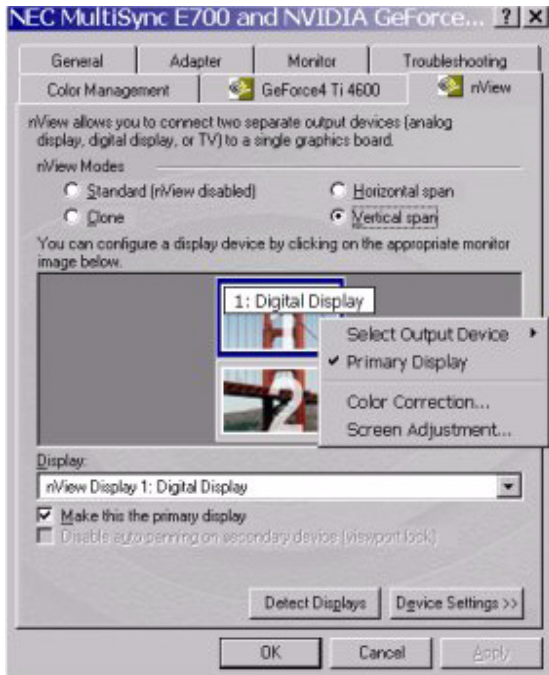 NEC MultiSync E700 and NVIDIA GeForce...
General Adapter Monitor Troubleshooting
Color Management GeForce4 Ti 4600 nView
nView allows you to connect two separate output devices (analog
display, digital display, or TV) to a single graphics board.
nView Modes
Standard (nView disabled) Horizontal span
Clone Vertical span
You can configure a display device by clicking on the appropriate monitor
image below.
1: Digital Display
1
Select Output Device
Primary Display
2
Color Correction...
Screen Adjustment...
Display:
nView Display 1: Digital Display
Make this the primary display
Disable auto panning on secondary device (viewport lock)
Detect Displays Device Settings >>
OK Cancel Apply